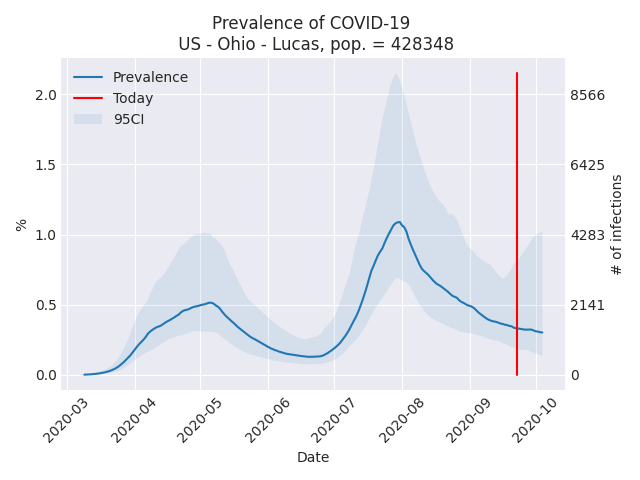 Prevalence of COVID-19
US - Ohio - Lucas, pop. = 428348
Prevalence
Today
95CI
2.0
1.5
1.0
0.5
0.0
%
8566
6425
4283
2141
0
# of infections
2020-03
2020-04
2020-05
2020-06
2020-07
2020-08
2020-09
2020-10
Date